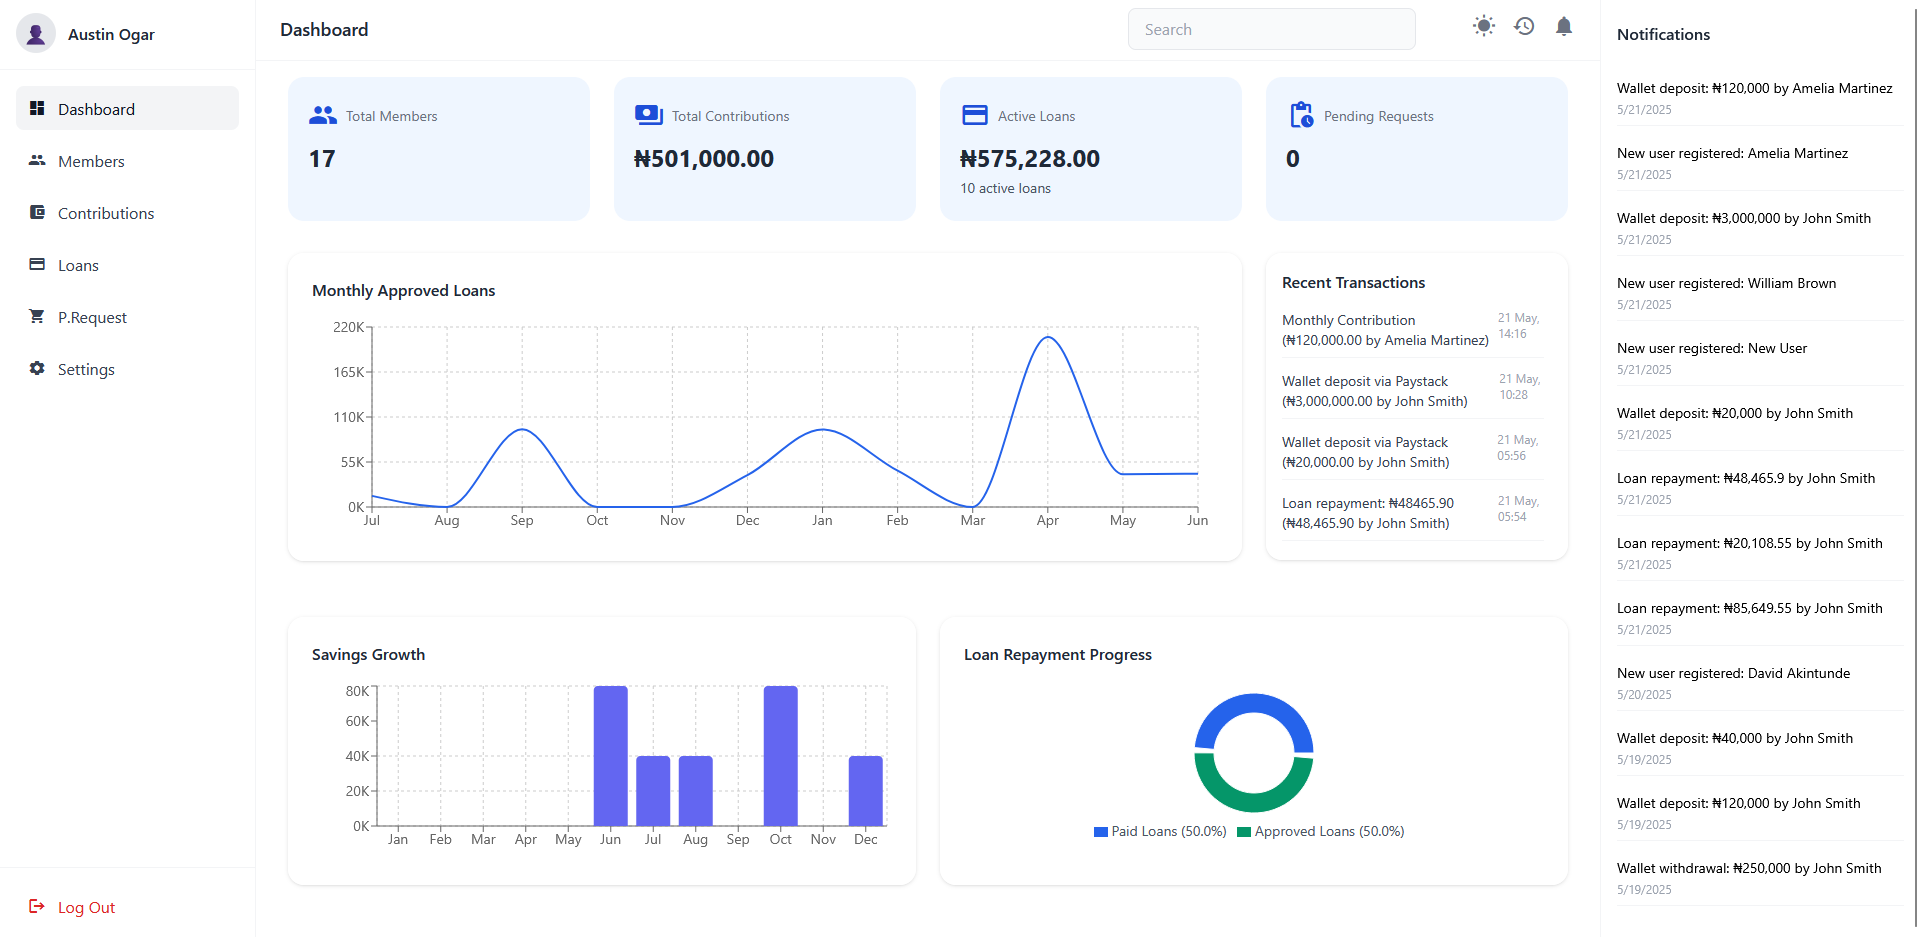 Austin Ogar
Dashboard
Members
Contributions
Loans
P.Request
Settings
Log Out
Dashboard
Search
Total Members
17
Total Contributions
₦501,000.00
Active Loans
₦575,228.00
10 active loans
Pending Requests
0
Monthly Approved Loans
220K
165K
110K
55K
0K
Jul Aug Sep Oct Nov Dec Jan Feb Mar Apr May Jun
Recent Transactions
Monthly Contribution
(₦120,000.00 by Amelia Martinez)
21 May,
14:16
Wallet deposit via Paystack
(₦3,000,000.00 by John Smith)
21 May,
10:28
Wallet deposit via Paystack
(₦20,000.00 by John Smith)
21 May,
05:56
Loan repayment: ₦48465.90
(₦48,465.90 by John Smith)
21 May,
05:54
Savings Growth
80K
60K
40K
20K
0K
Jan Feb Mar Apr May Jun Jul Aug Sep Oct Nov Dec
Loan Repayment Progress
Paid Loans (50.0%) Approved Loans (50.0%)
Notifications
Wallet deposit: ₦120,000 by Amelia Martinez
5/21/2025
New user registered: Amelia Martinez
5/21/2025
Wallet deposit: ₦3,000,000 by John Smith
5/21/2025
New user registered: William Brown
5/21/2025
New user registered: New User
5/21/2025
Wallet deposit: ₦20,000 by John Smith
5/21/2025
Loan repayment: ₦48,465.9 by John Smith
5/21/2025
Loan repayment: ₦20,108.55 by John Smith
5/21/2025
Loan repayment: ₦85,649.55 by John Smith
5/21/2025
New user registered: David Akintunde
5/20/2025
Wallet deposit: ₦40,000 by John Smith
5/19/2025
Wallet deposit: ₦120,000 by John Smith
5/19/2025
Wallet withdrawal: ₦250,000 by John Smith
5/19/2025